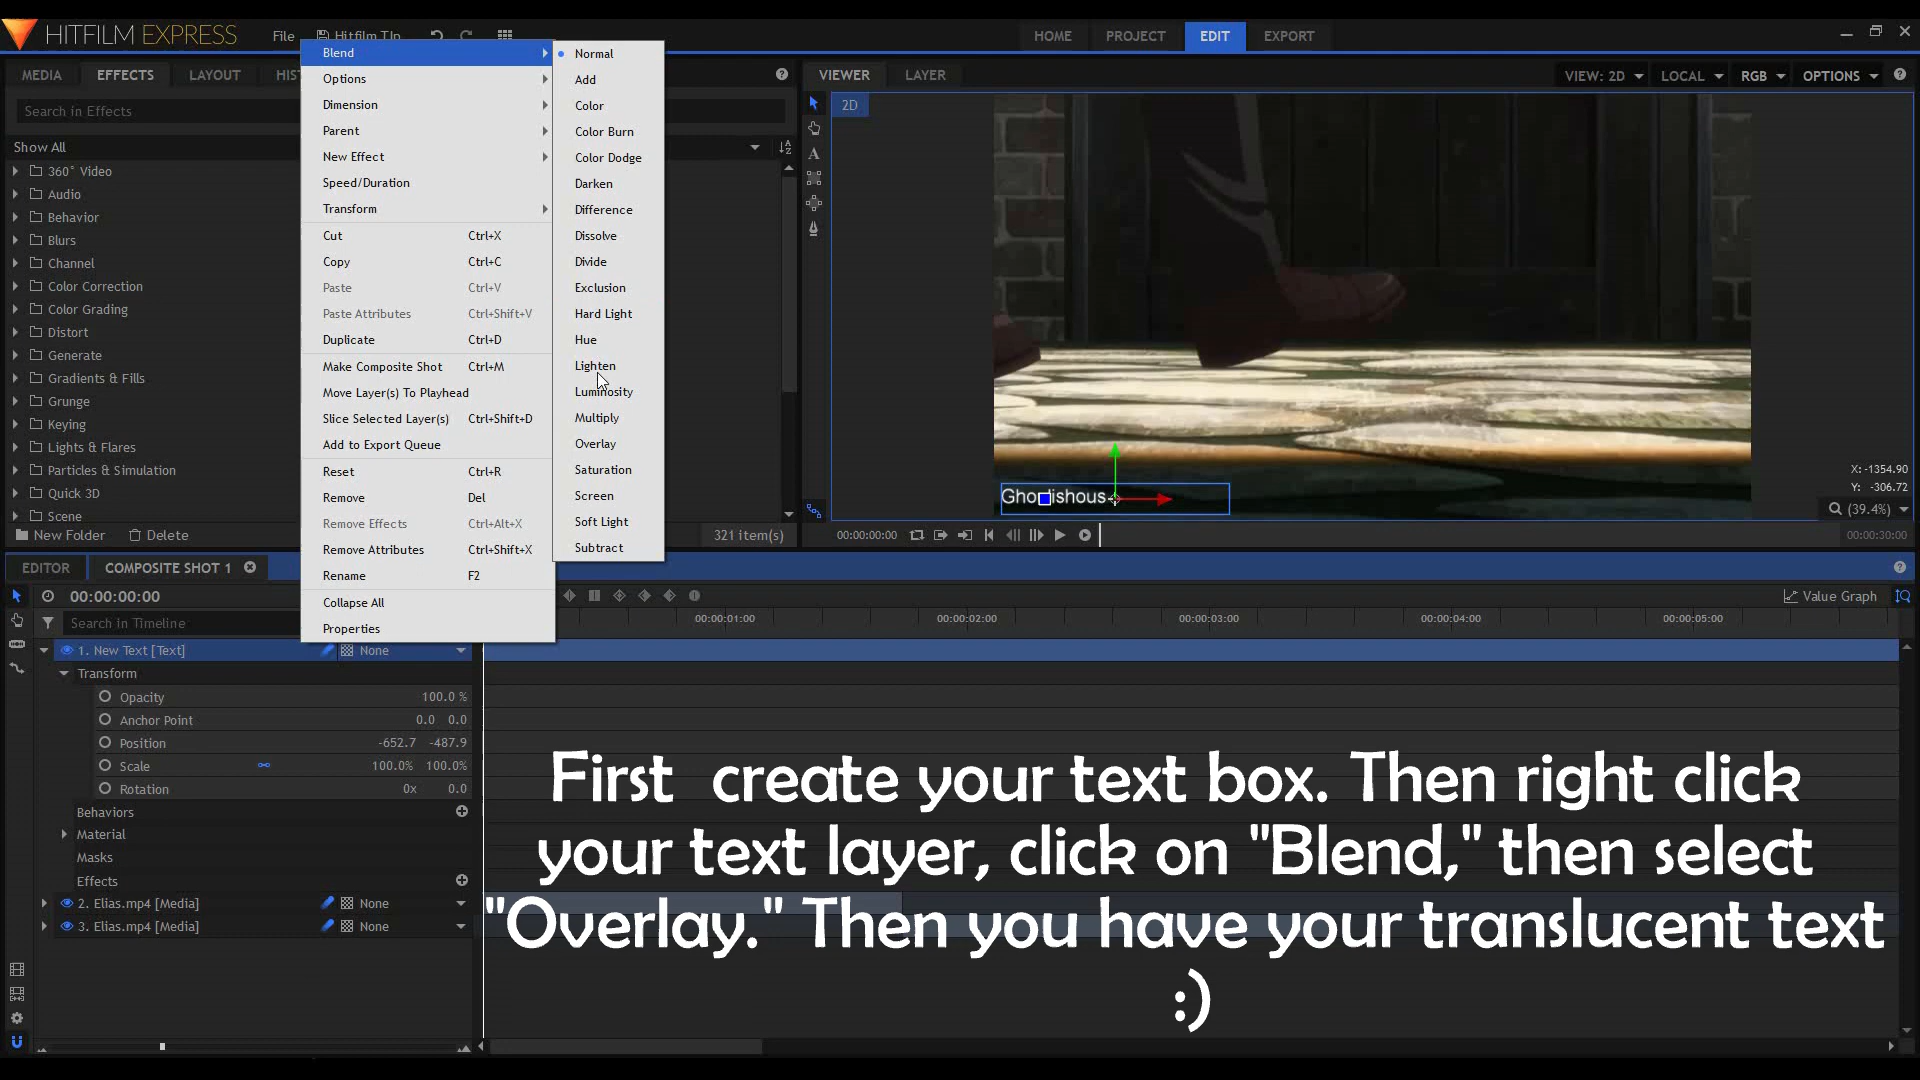 HITFILM EXPRESS
File
Hitfilm TIp
HOME
PROJECT
EDIT
EXPORT
MEDIA
EFFECTS
LAYOUT
Search in Effects
Show All
360° Video
Audio
Behavior
Blurs
Channel
Color Correction
Color Grading
Distort
Generate
Gradients & Fills
Grunge
Keying
Lights & Flares
Particles & Simulation
Quick 3D
Scene
New Folder
Delete
321 item(s)
Blend
Options
Dimension
Parent
New Effect
Speed/Duration
Transform
Cut Ctrl+X
Copy Ctrl+C
Paste Ctrl+V
Paste Attributes Ctrl+Shift+V
Duplicate Ctrl+D
Make Composite Shot Ctrl+M
Move Layer(s) To Playhead
Slice Selected Layer(s) Ctrl+Shift+D
Add to Export Queue
Reset Ctrl+R
Remove Del
Remove Effects Ctrl+Alt+X
Remove Attributes Ctrl+Shift+X
Rename F2
Collapse All
Properties
Normal
Add
Color
Color Burn
Color Dodge
Darken
Difference
Dissolve
Divide
Exclusion
Hard Light
Hue
Lighten
Luminosity
Multiply
Overlay
Saturation
Screen
Soft Light
Subtract
VIEWER
LAYER
VIEW: 2D
LOCAL
RGB
OPTIONS
2D
X: -1354.90
Y: -306.72
(39.4%)
00:00:00:00
00:00:30:00
EDITOR
COMPOSITE SHOT 1
00:00:00:00
Value Graph
Search in Timeline
00:00:01:00
00:00:02:00
00:00:03:00
00:00:04:00
00:00:05:00
1. New Text [Text] None
Transform
Opacity 100.0 %
Anchor Point 0.0 0.0
Position -652.7 -487.9
Scale 100.0% 100.0%
Rotation 0x 0.0
Behaviors
Material
Masks
Effects
2. Elias.mp4 [Media] None
3. Elias.mp4 [Media] None
First create your text box. Then right click
your text layer, click on "Blend," then select
"Overlay." Then you have your translucent text
:)